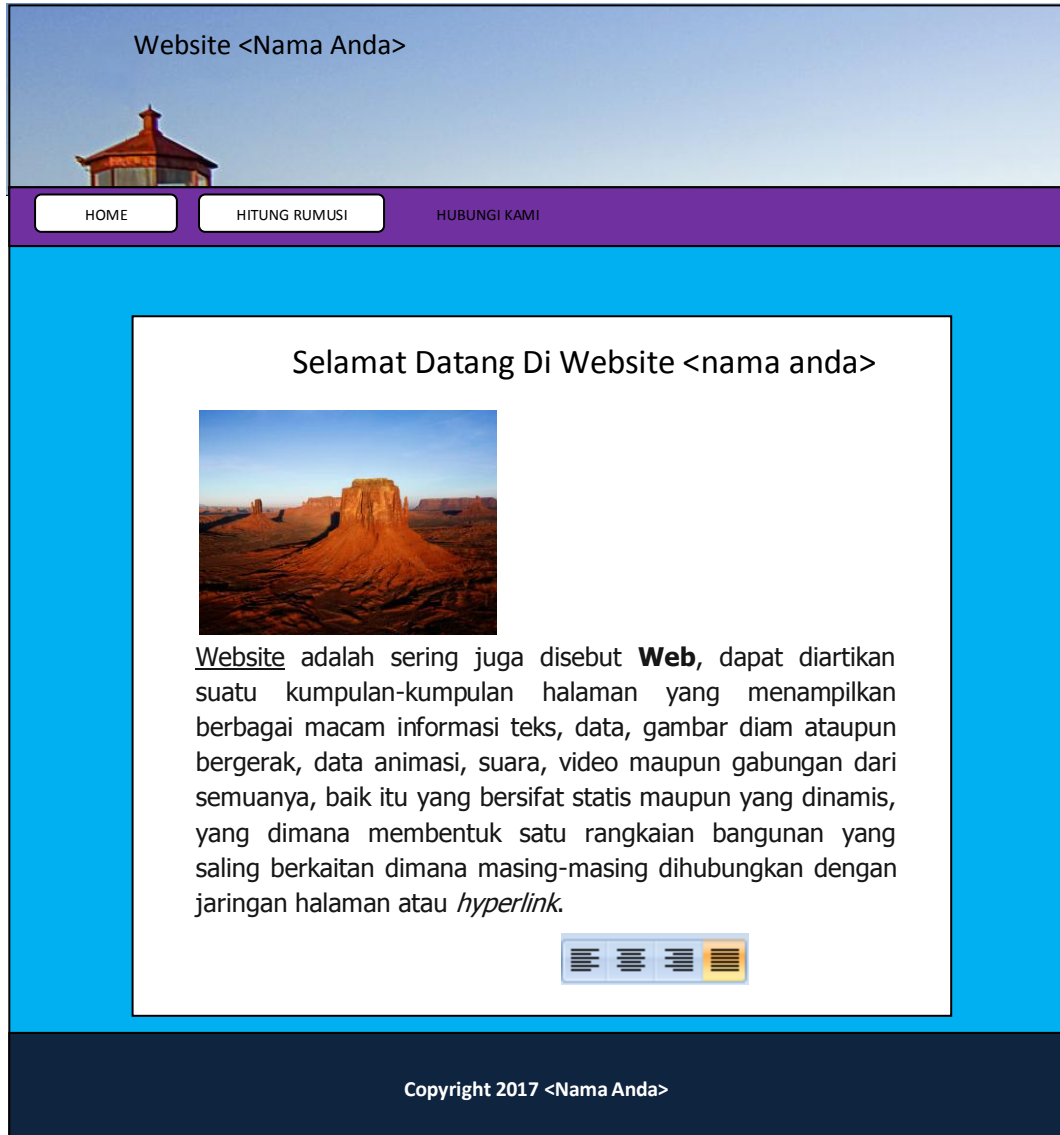 Website <Nama Anda>
HOME
HITUNG RUMUSI
HUBUNGI KAMI
Selamat Datang Di Website <nama anda>
Website adalah sering juga disebut Web, dapat diartikan
suatu kumpulan-kumpulan halaman yang menampilkan
berbagai macam informasi teks, data, gambar diam ataupun
bergerak, data animasi, suara, video maupun gabungan dari
semuanya, baik itu yang bersifat statis maupun yang dinamis,
yang dimana membentuk satu rangkaian bangunan yang
saling berkaitan dimana masing-masing dihubungkan dengan
jaringan halaman atau hyperlink.
Copyright 2017 <Nama Anda>